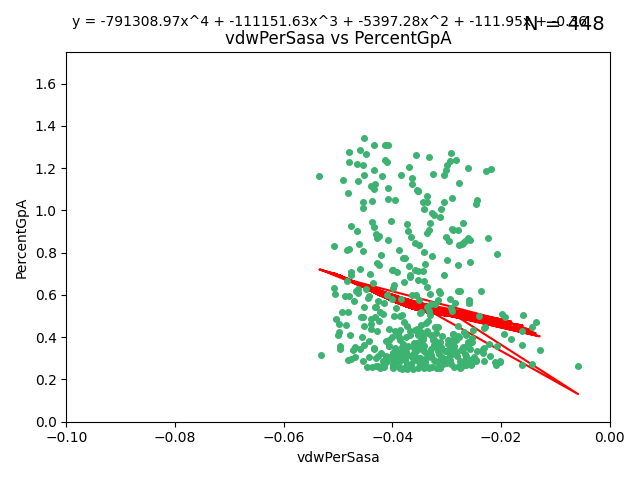 y = -791308.97x^4 + -111151.63x^3 + -5397.28x^2 + -111.95x +
N = 448
vdwPerSasa vs PercentGpA
1.6
1.4
1.2
1.0
0.8
0.6
0.4
0.2
0.0
PercentGpA
−0.10 −0.08 −0.06 −0.04 −0.02 0.00
vdwPerSasa